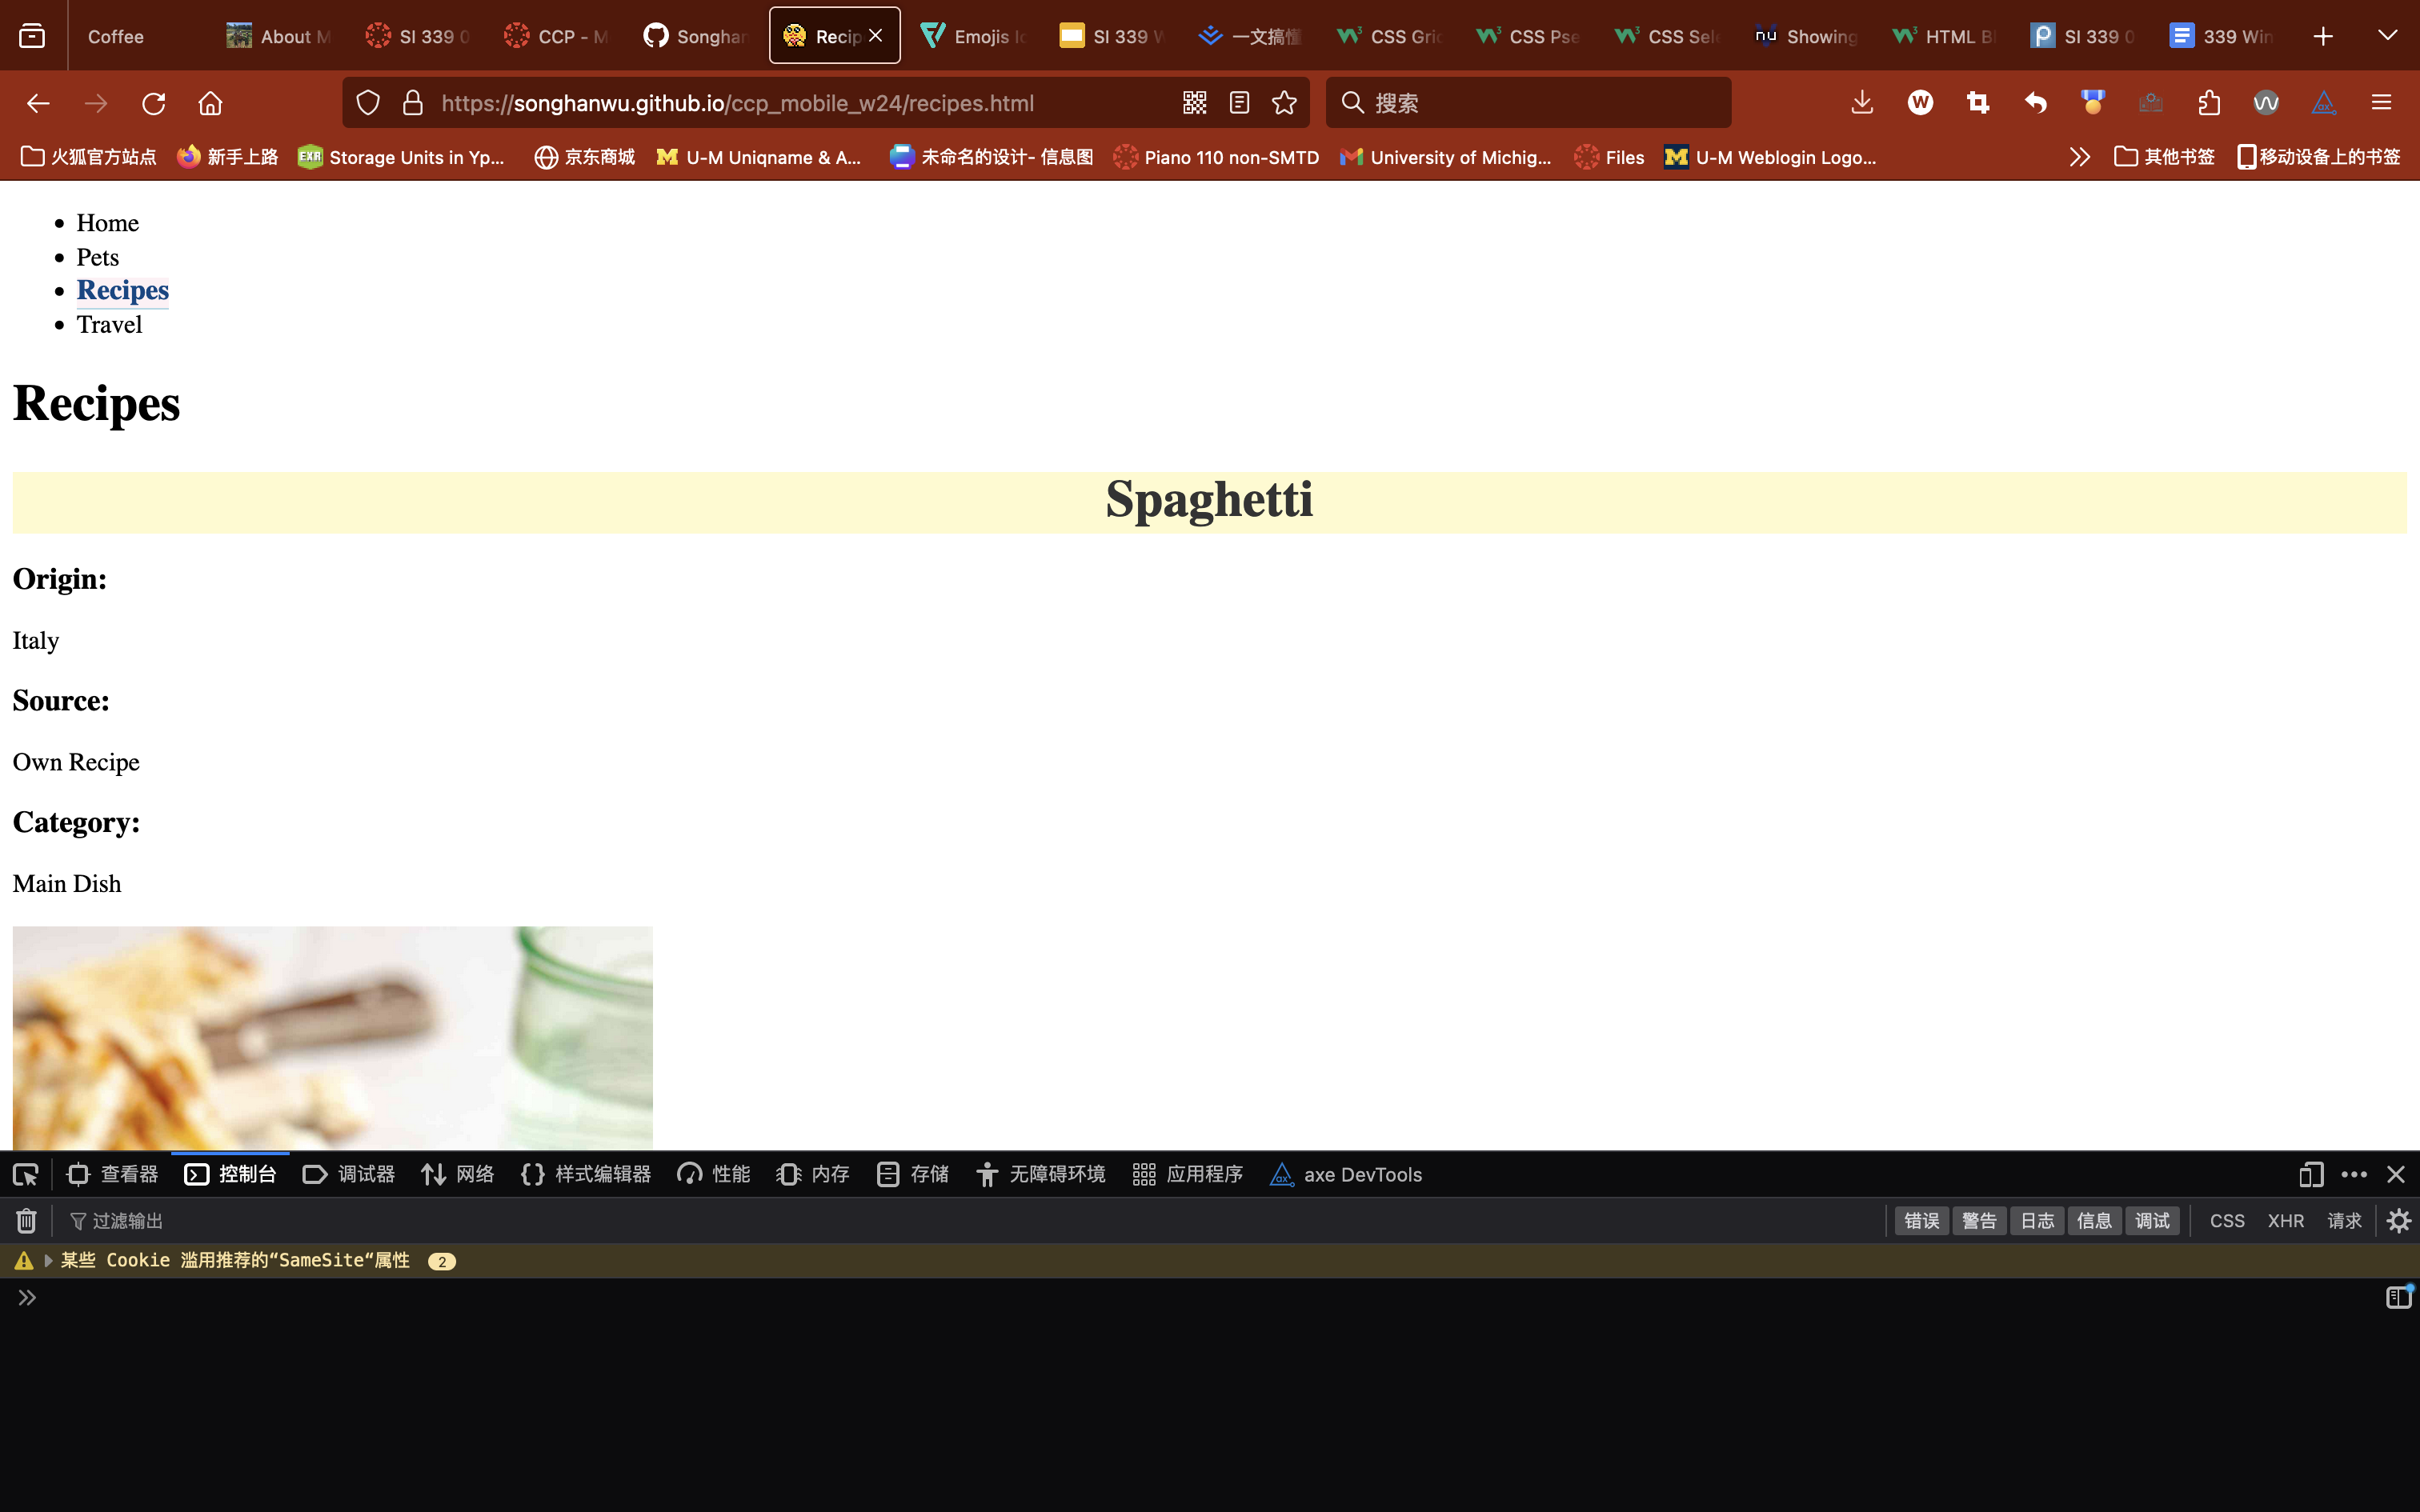 Coffee About M SI 339 0 CCP - M Songhan Recip Emojis Ic SI 339 W 一文搞懂 CSS Gric CSS Pse CSS Sele Showing HTML Bl SI 339 0 339 Win
https://songhanwu.github.io/ccp_mobile_w24/recipes.html 搜索
火狐官方站点 新手上路 Storage Units in Yp... 京东商城 U-M Uniqname & A... 未命名的设计- 信息图 Piano 110 non-SMTD University of Michig... Files U-M Weblogin Logo... 其他书签 移动设备上的书签
Home
Pets
Recipes
Travel
Recipes
Spaghetti
Origin:
Italy
Source:
Own Recipe
Category:
Main Dish
查看器 控制台 调试器 网络 样式编辑器 性能 内存 存储 无障碍环境 应用程序 axe DevTools
过滤输出 错误 警告 日志 信息 调试 CSS XHR 请求
某些 Cookie 滥用推荐的“SameSite“属性 2